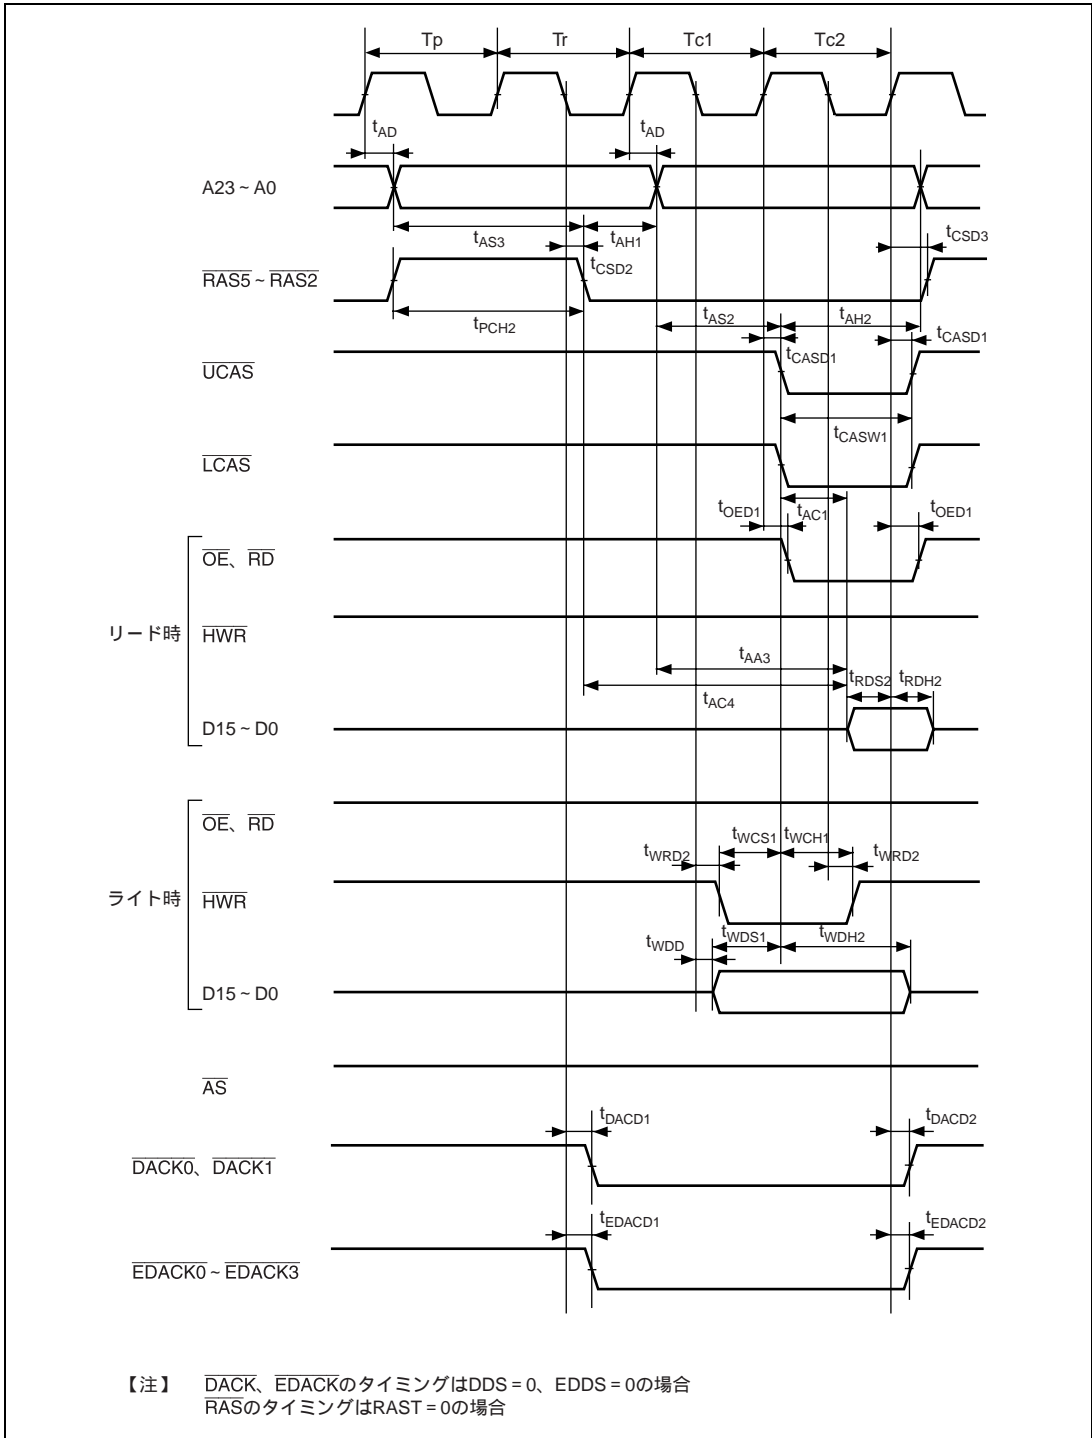 Tp Tr Tc1 Tc2
tAD tAD
A23 ~ A0
tAS3 tAH1 tCSD3
tCSD2
RAS5 ~ RAS2
tPCH2 tAS2 tAH2
tCASD1 tCASD1
UCAS
tCASW1
LCAS
tOED1 tAC1 tOED1
OE、RD
リード時 HWR
tAA3
tRDS2 tRDH2
tAC4
D15 ~ D0
OE、RD
tWCS1 tWCH1
tWRD2 tWRD2
ライト時 HWR
tWDD tWDS1 tWDH2
D15 ~ D0
AS
tDACD1 tDACD2
DACK0、DACK1
tEDACD1 tEDACD2
EDACK0 ~ EDACK3
【注】 DACK、EDACKのタイミングはDDS = 0、EDDS = 0の場合
RASのタイミングはRAST = 0の場合